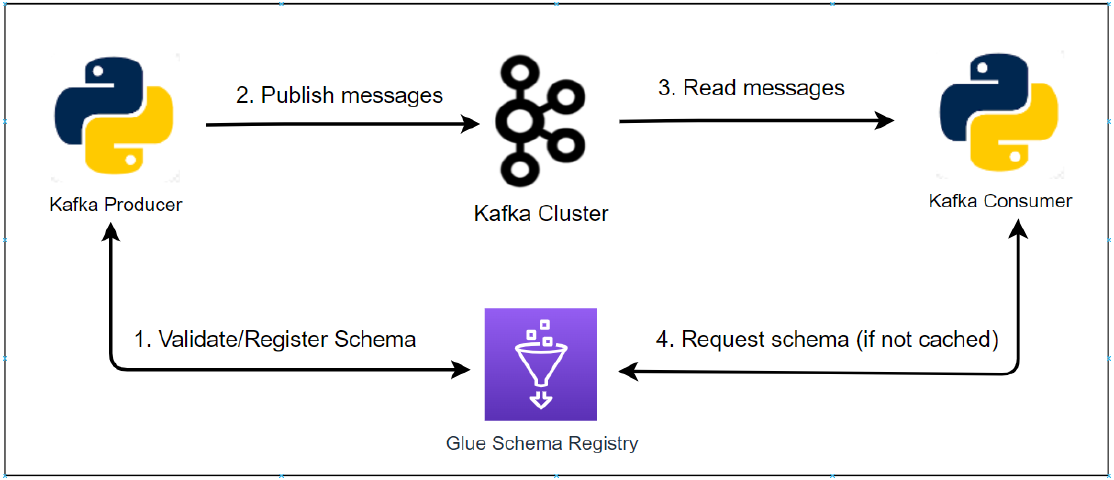 2. Publish messages
3. Read messages
Kafka Producer
Kafka Cluster
Kafka Consumer
1. Validate/Register Schema
4. Request schema (if not cached)
Glue Schema Registry